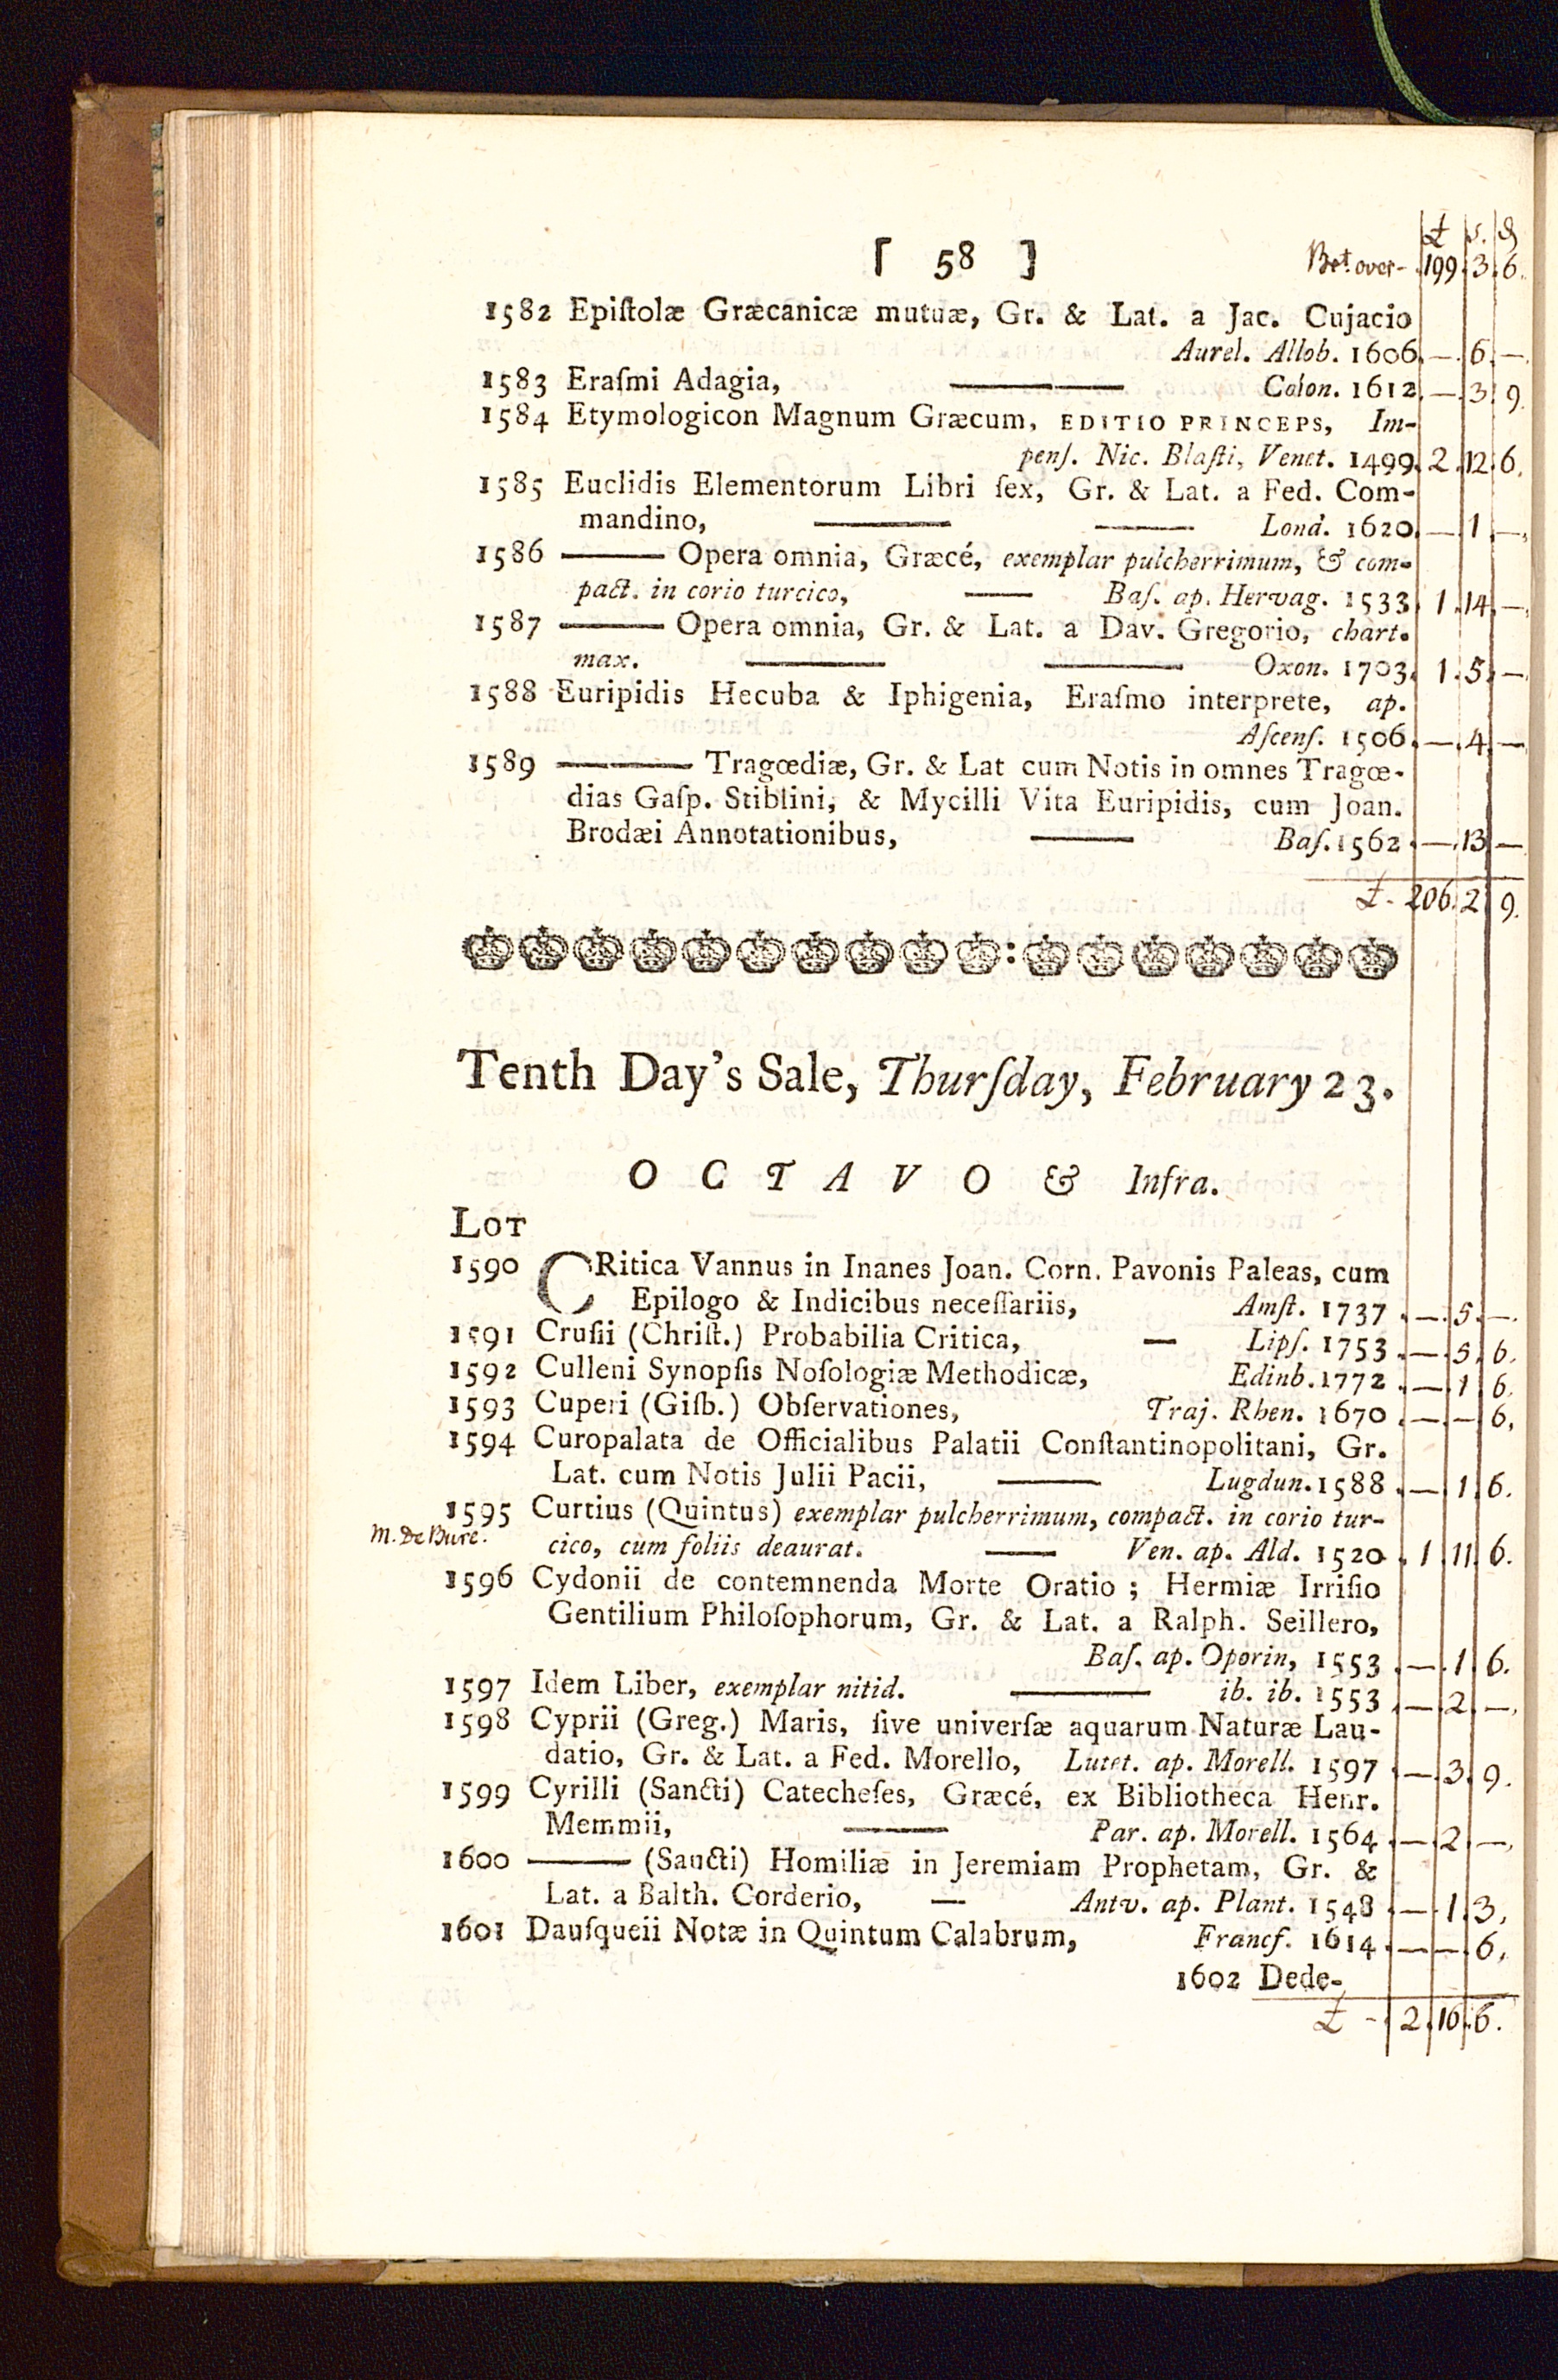 £ s. d
[ 58 ] Bt. over - 199. 3. 6.
1582 Epiſtolæ Græcanicæ mutuæ, Gr. & Lat. a Jac. Cujacio
Aurel. Allob. 1606. —. 6. —.
1583 Eraſmi Adagia, —— Colon. 1612. —. 3. 9.
1584 Etymologicon Magnum Græcum, EDITIO PRINCEPS, Im-
penſ. Nic. Blaſti, Venet. 1499. 2. 12. 6.
1585 Euclidis Elementorum Libri ſex, Gr. & Lat. a Fed. Com-
mandino, —— —— Lond. 1620. —. 1. —.
1586 —— Opera omnia, Græcé, exemplar pulcherrimum, & com-
pact. in corio turcico, —— Baſ. ap. Hervag. 1533. 1. 14. —.
1587 —— Opera omnia, Gr. & Lat. a Dav. Gregorio, chart.
max. —— —— Oxon. 1703. 1. 5. —.
1588 Euripidis Hecuba & Iphigenia, Eraſmo interprete, ap.
Aſcenſ. 1506. —. 4. —.
1589 —— Tragœdiæ, Gr. & Lat cum Notis in omnes Tragœ-
dias Gaſp. Stiblini, & Mycilli Vita Euripidis, cum Joan.
Brodæi Annotationibus, —— Baſ. 1562. —. 13. —
£. 206. 2. 9.
Tenth Day's Sale, Thurſday, February 23.
OCTAVO & Infra.
LOT
1590 CRitica Vannus in Inanes Joan. Corn. Pavonis Paleas, cum
Epilogo & Indicibus neceſſariis, Amſt. 1737. —. 5. —.
1591 Cruſii (Chriſt.) Probabilia Critica, — Lipſ. 1753. —. 5. 6.
1592 Culleni Synopſis Noſologiæ Methodicæ, Edinb. 1772. —. 1. 6.
1593 Cuperi (Giſb.) Obſervationes, Traj. Rhen. 1670. —. —. 6.
1594 Curopalata de Officialibus Palatii Conſtantinopolitani, Gr.
Lat. cum Notis Julii Pacii, —— Lugdun. 1588. —. 1. 6.
1595 Curtius (Quintus) exemplar pulcherrimum, compact. in corio tur-
M. De Bure. cico, cum foliis deaurat. —— Ven. ap. Ald. 1520. 1. 11. 6.
1596 Cydonii de contemnenda Morte Oratio ; Hermiæ Irriſio
Gentilium Philoſophorum, Gr. & Lat. a Ralph. Seillero,
Baſ. ap. Oporin, 1553. —. 1. 6.
1597 Idem Liber, exemplar nitid. —— ib. ib. 1553. —. 2. —.
1598 Cyprii (Greg.) Maris, ſive univerſæ aquarum Naturæ Lau-
datio, Gr. & Lat. a Fed. Morello, Lutet. ap. Morell. 1597. —. 3. 9.
1599 Cyrilli (Sancti) Catecheſes, Græcé, ex Bibliotheca Henr.
Memmii, —— Par. ap. Morell. 1564. —. 2. —.
1600 —— (Sancti) Homiliæ in Jeremiam Prophetam, Gr. &
Lat. a Balth. Corderio, — Antv. ap. Plant. 1548. —. 1. 3.
1601 Dauſqueii Notæ in Quintum Calabrum, Francf. 1614. —. —. 6.
1602 Dede-
£ - 2. 16. 6.